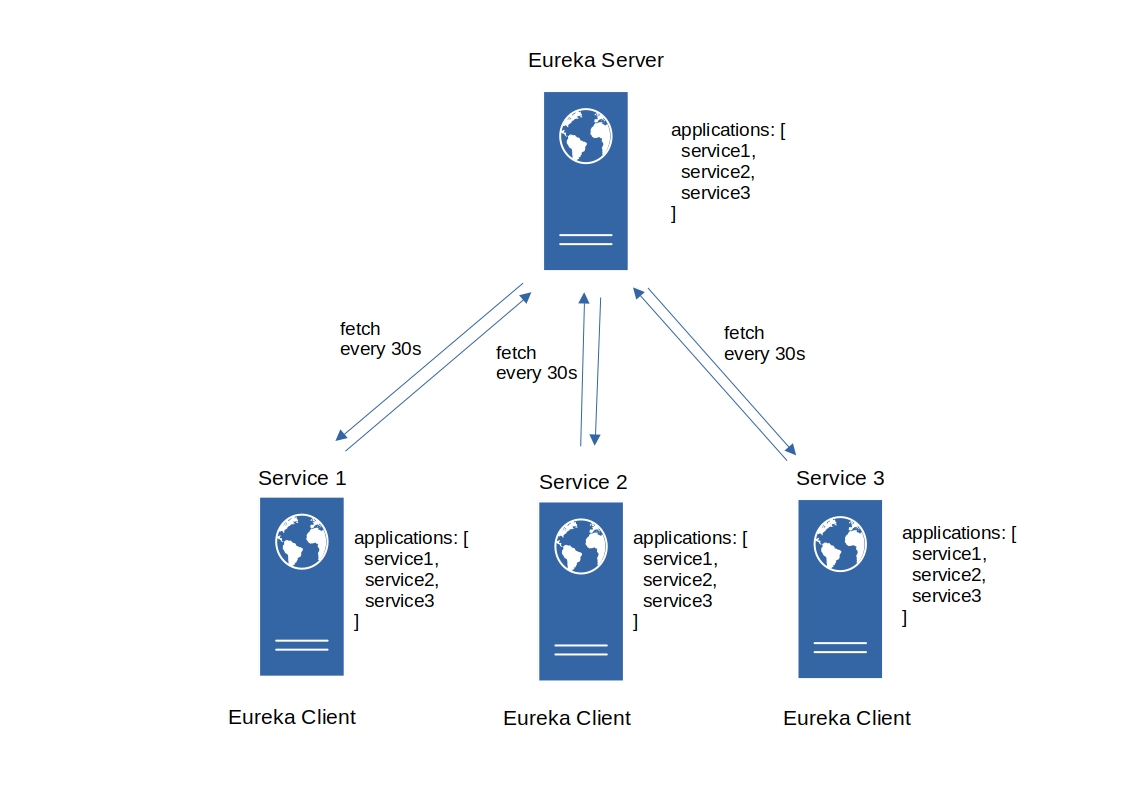 Eureka Server
applications: [
service1,
service2,
service3
]
fetch
every 30s
fetch
every 30s
fetch
every 30s
Service 1
applications: [
service1,
service2,
service3
]
Eureka Client
Service 2
applications: [
service1,
service2,
service3
]
Eureka Client
Service 3
applications: [
service1,
service2,
service3
]
Eureka Client